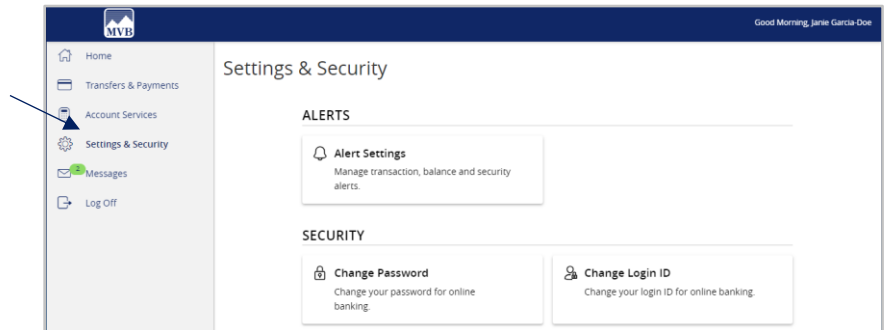 MVB
Good Morning, Janie Garcia-Doe
Home
Transfers & Payments
Account Services
Settings & Security
2
Messages
Log Off
Settings & Security
ALERTS
Alert Settings
Manage transaction, balance and security
alerts.
SECURITY
Change Password
Change your password for online
banking.
Change Login ID
Change your login ID for online banking.